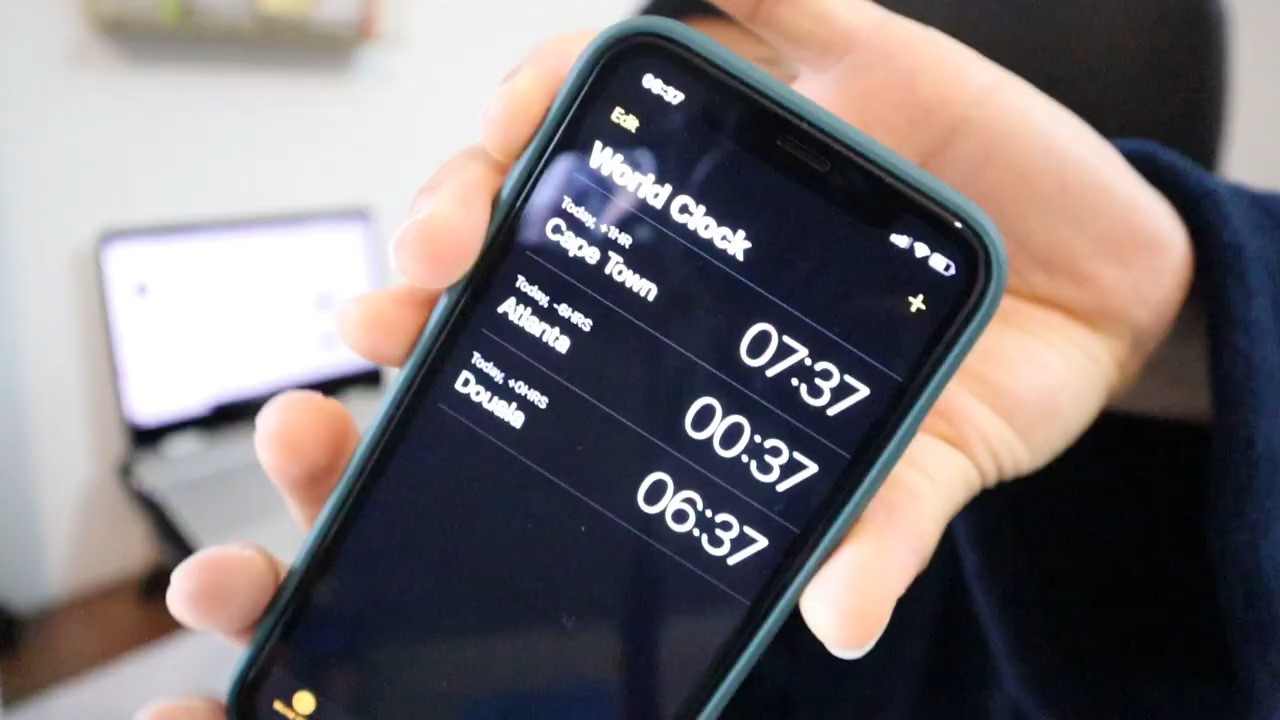 06:37
Edit
World Clock
Today, +1HR
Cape Town
07:37
Today, -6HRS
Atlanta
00:37
Today, +0HRS
Douala
06:37